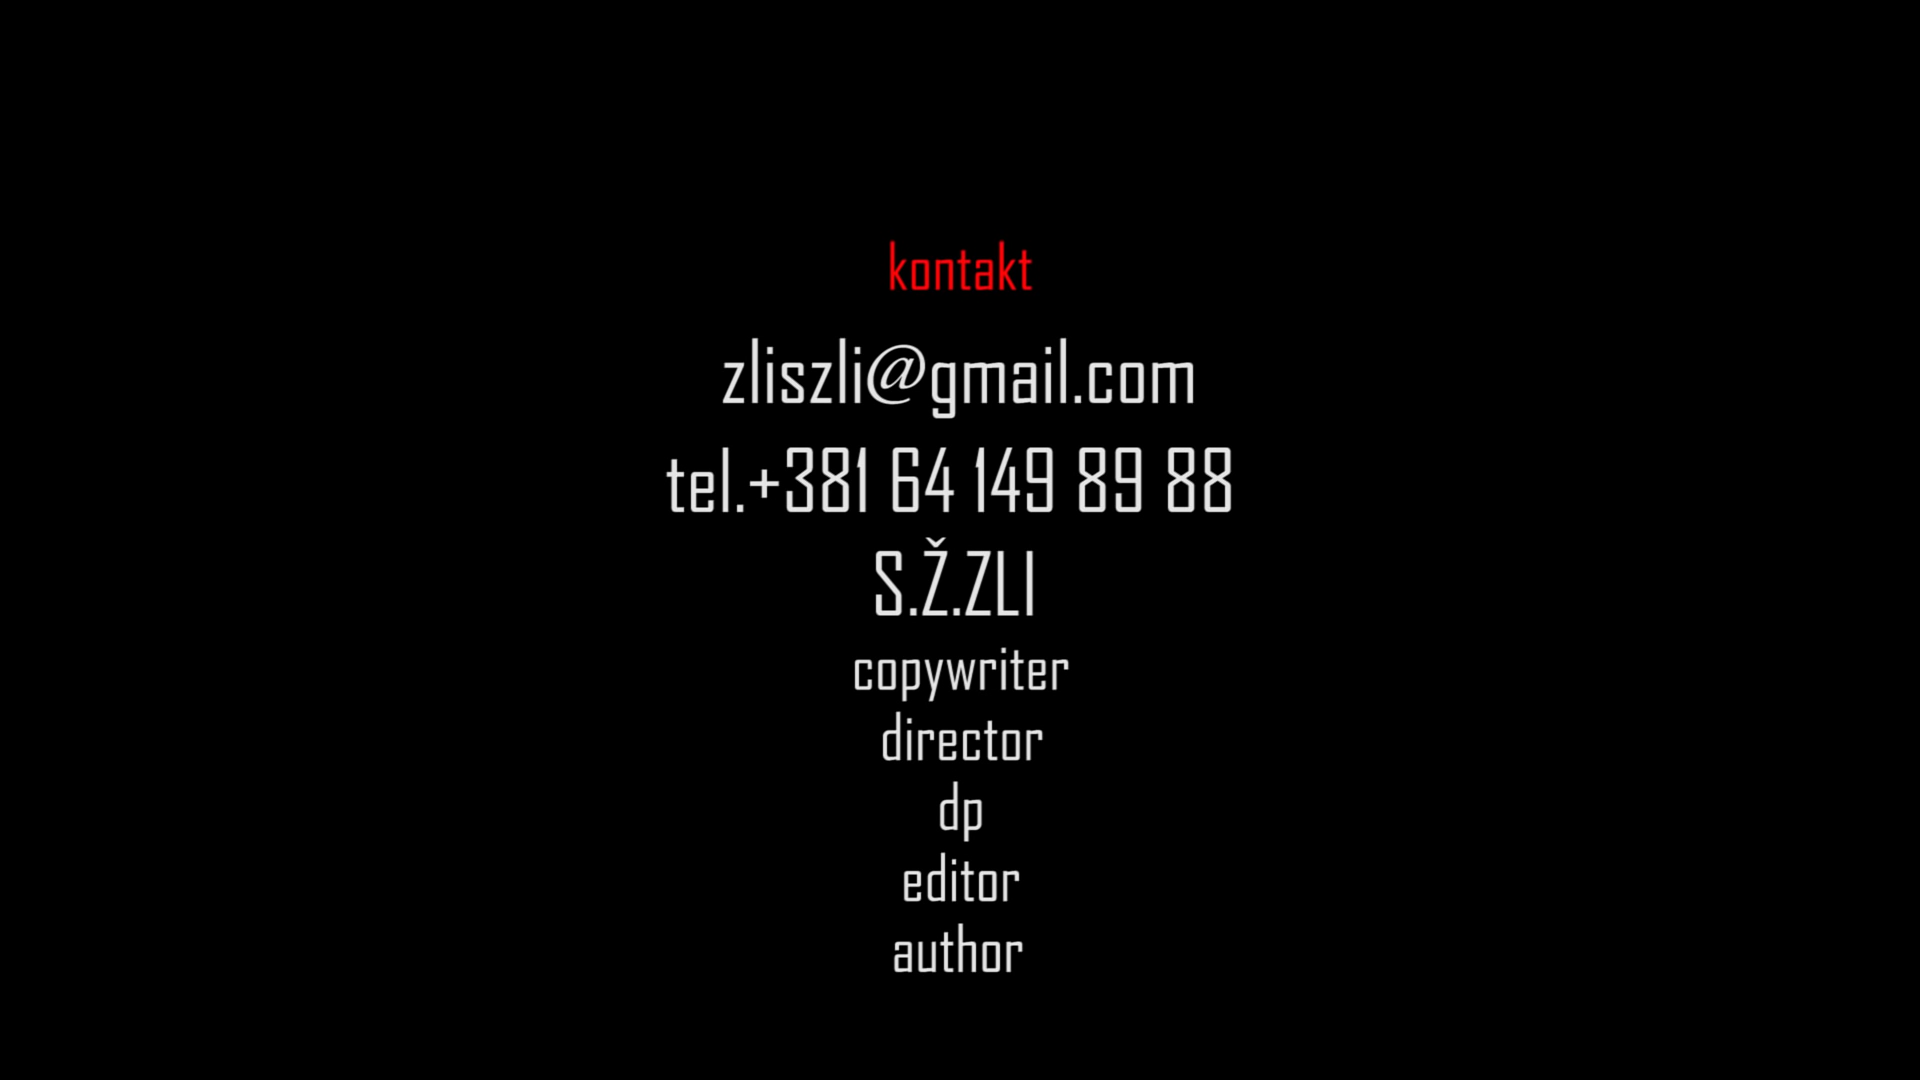 kontakt
zliszli@gmail.com
tel.+381 64 149 89 88
S.Ž.ZLI
copywriter
director
dp
editor
author